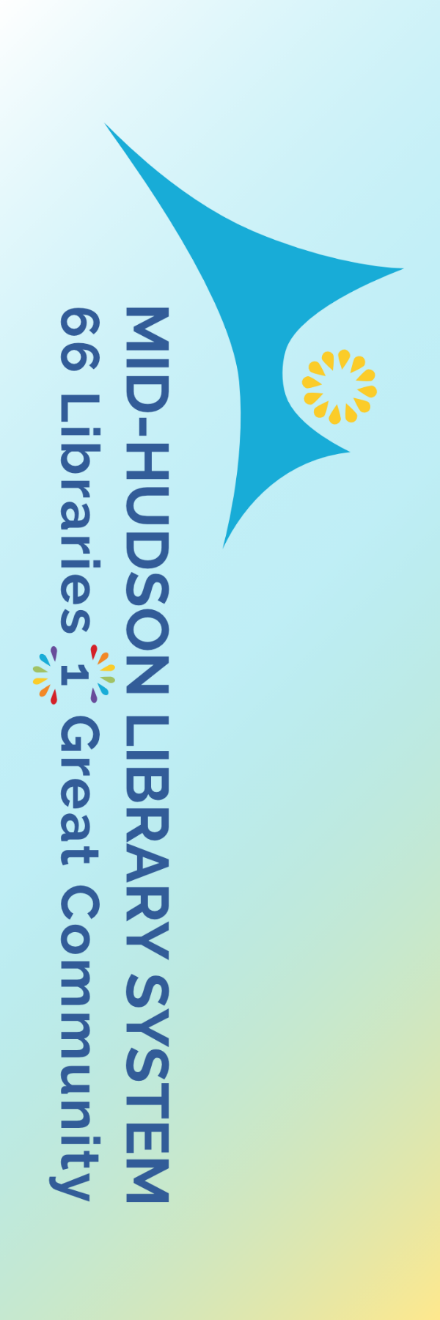 MID-HUDSON LIBRARY SYSTEM
66 Libraries 1 Great Community